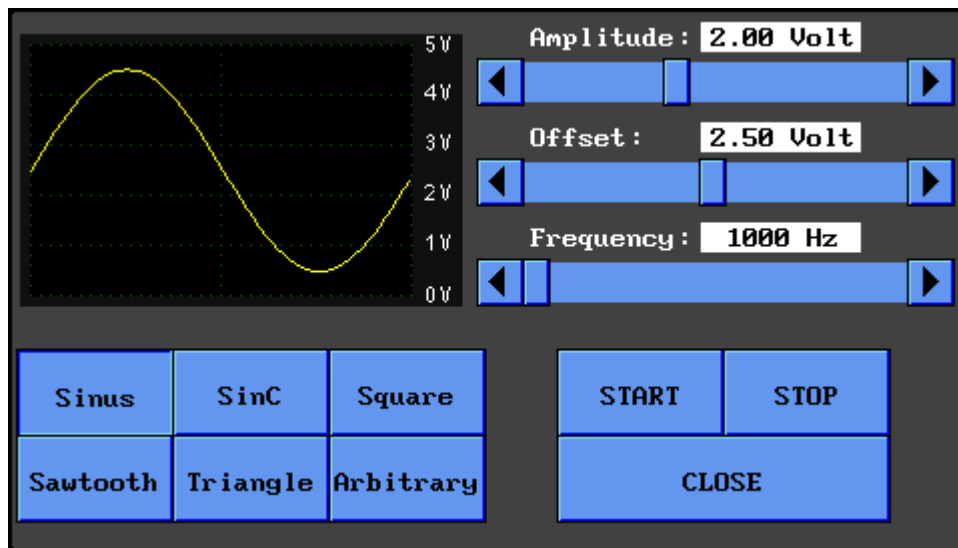 5V
4V
3V
2V
1V
0V
Amplitude: 2.00 Volt
Offset: 2.50 Volt
Frequency: 1000 Hz
Sinus SinC Square
Sawtooth Triangle Arbitrary
START STOP
CLOSE